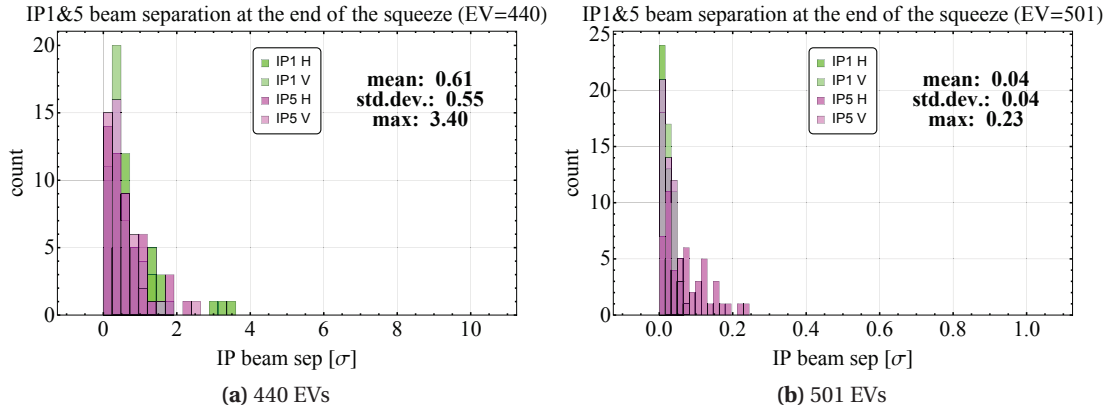 IP1&5 beam separation at the end of the squeeze (EV=440)
20
15
10
5
0
count
IP1 H
IP1 V
IP5 H
IP5 V
mean: 0.61
std.dev.: 0.55
max: 3.40
0 2 4 6 8 10
IP beam sep [σ]
(a) 440 EVs
IP1&5 beam separation at the end of the squeeze (EV=501)
25
20
15
10
5
0
count
IP1 H
IP1 V
IP5 H
IP5 V
mean: 0.04
std.dev.: 0.04
max: 0.23
0.0 0.2 0.4 0.6 0.8 1.0
IP beam sep [σ]
(b) 501 EVs